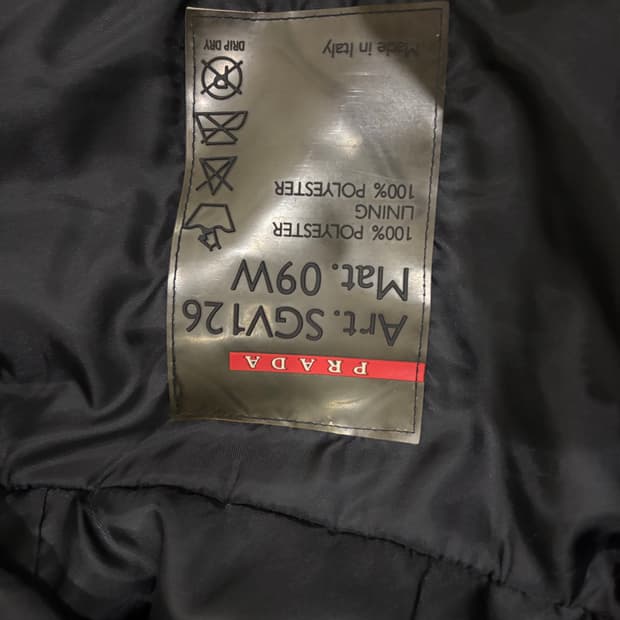 PRADA
Art. SGV126
Mat. 09W
100% POLYESTER
LINING
100% POLYESTER
DRIP DRY
Made in Italy